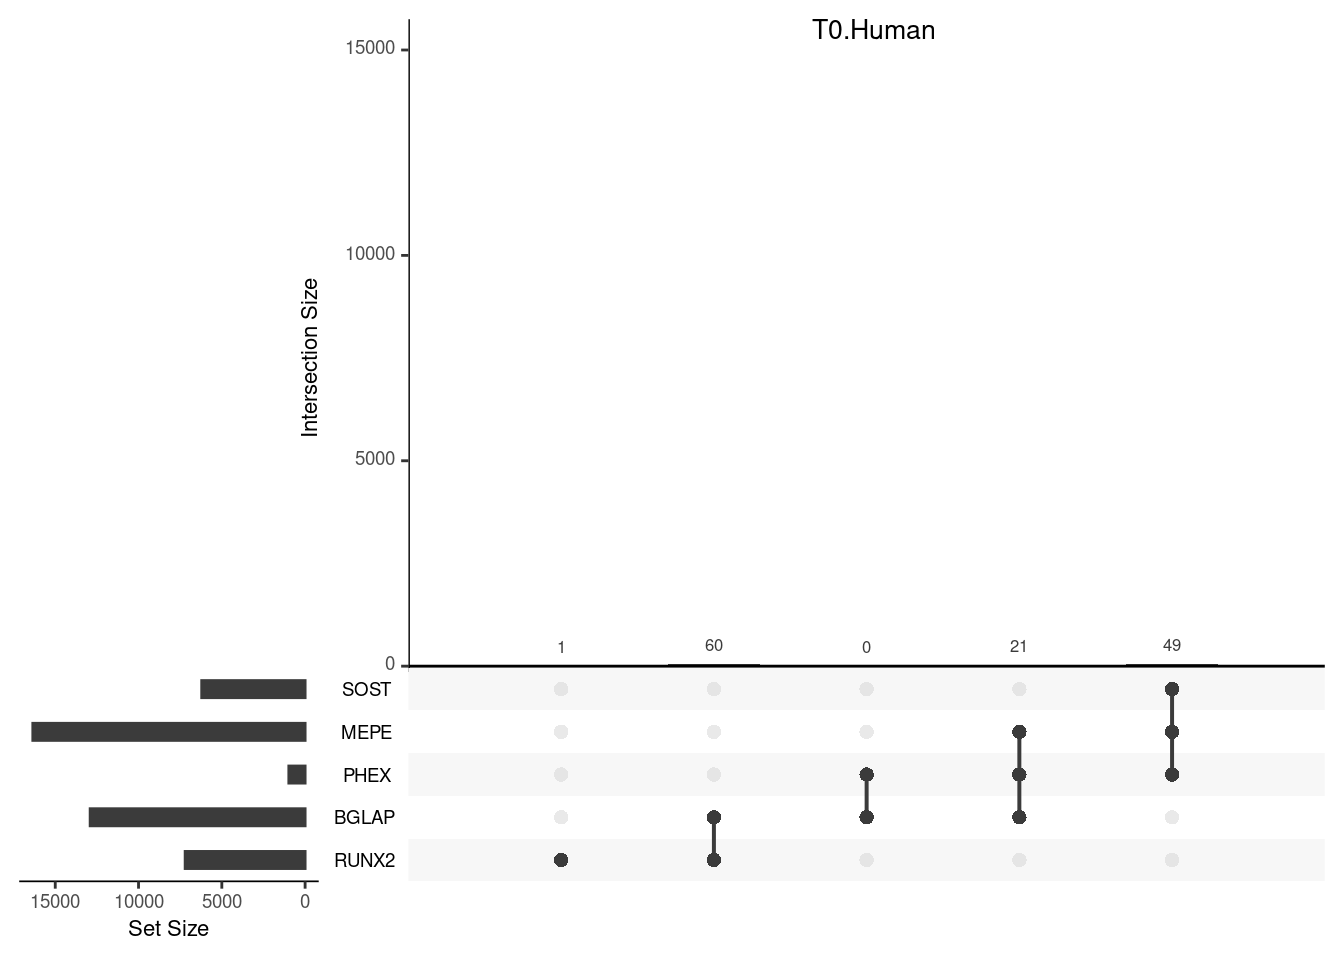 T0.Human
15000
10000
5000
0
Intersection Size
1 60 0 21 49
SOST
MEPE
PHEX
BGLAP
RUNX2
15000 10000 5000 0
Set Size